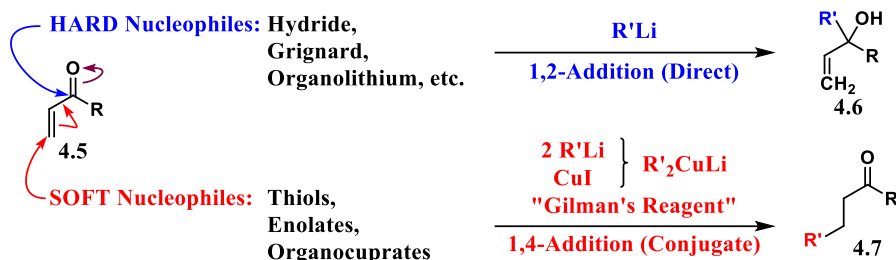 HARD Nucleophiles: Hydride,
Grignard,
Organolithium, etc.
R'Li
1,2-Addition (Direct)
R' OH
R
CH2
4.6
O
R
4.5
SOFT Nucleophiles: Thiols,
Enolates,
Organocuprates
2 R'Li
CuI
R'2CuLi
"Gilman's Reagent"
1,4-Addition (Conjugate)
O
R
R'
4.7